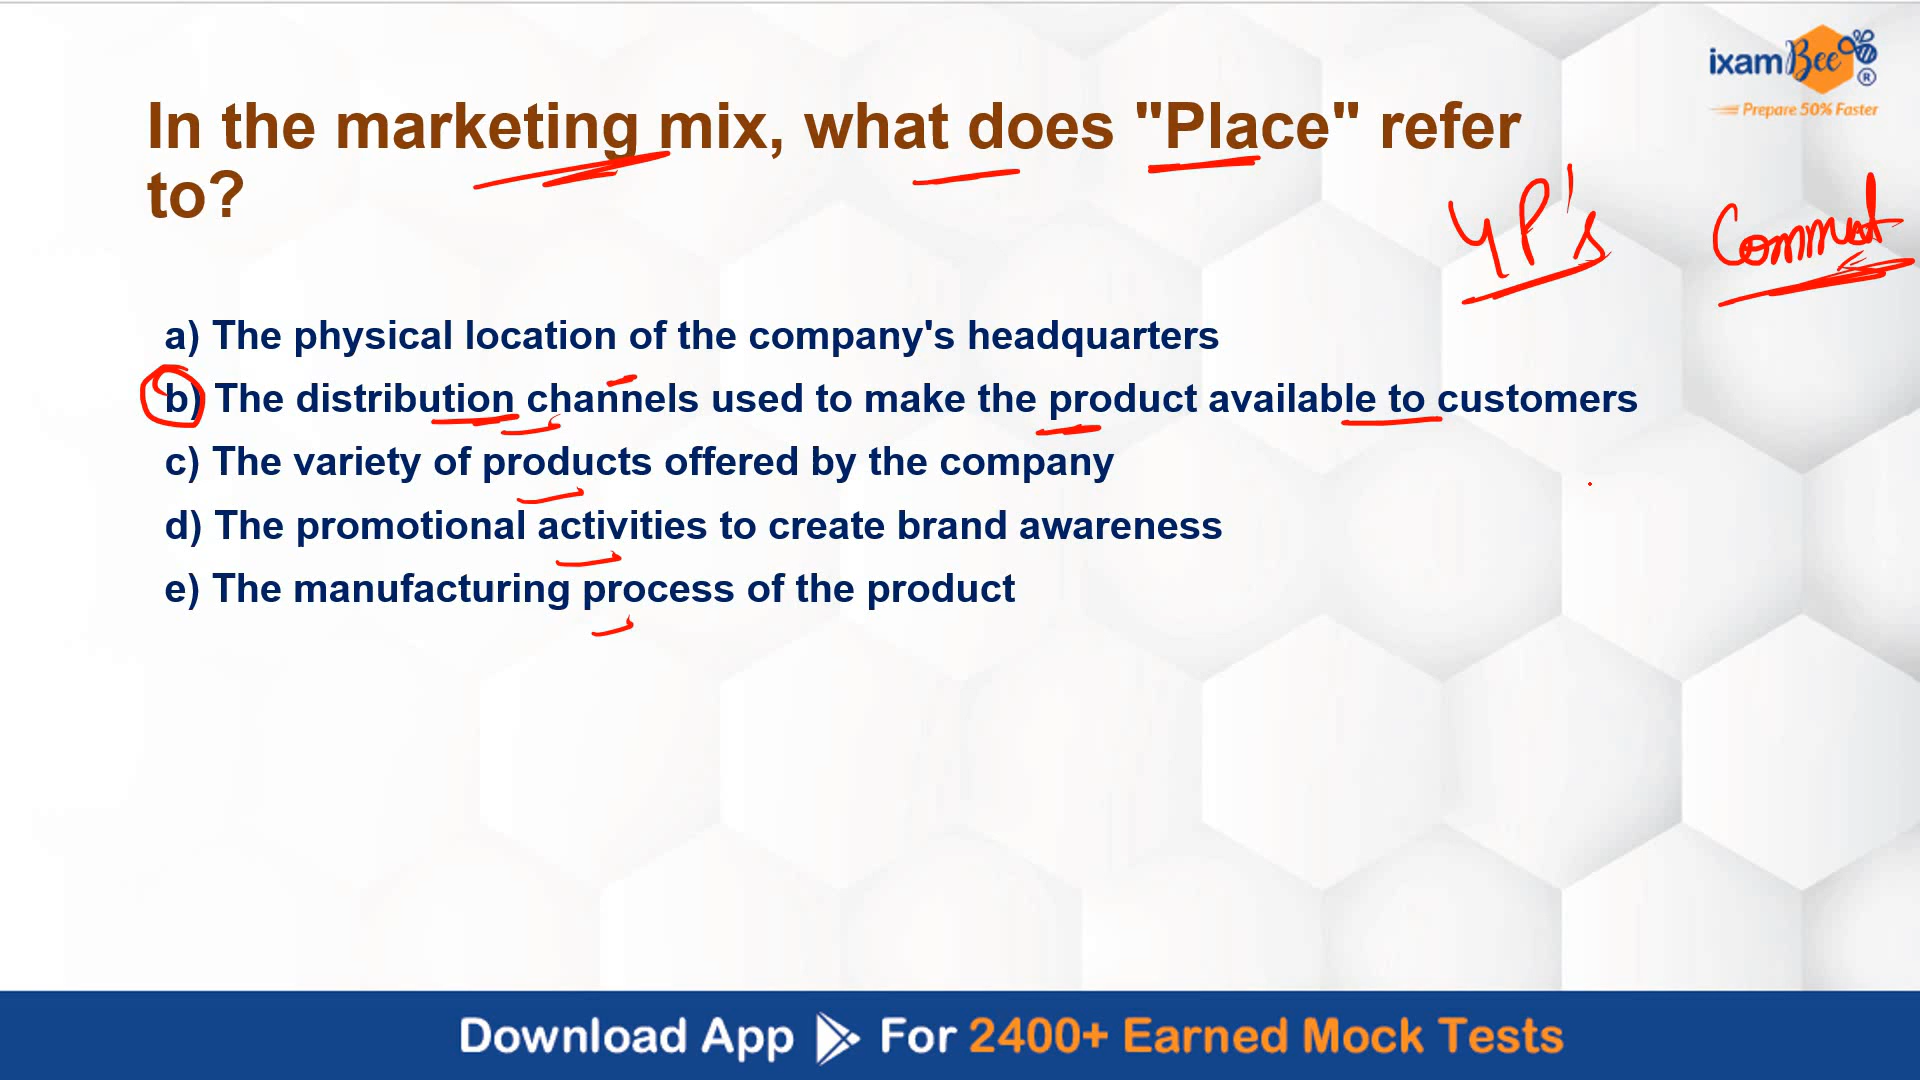 ixamBee
®
Prepare 50% Faster
In the marketing mix, what does "Place" refer
to?
4P's
Comment
a) The physical location of the company's headquarters
b) The distribution channels used to make the product available to customers
c) The variety of products offered by the company
d) The promotional activities to create brand awareness
e) The manufacturing process of the product
Download App For 2400+ Earned Mock Tests